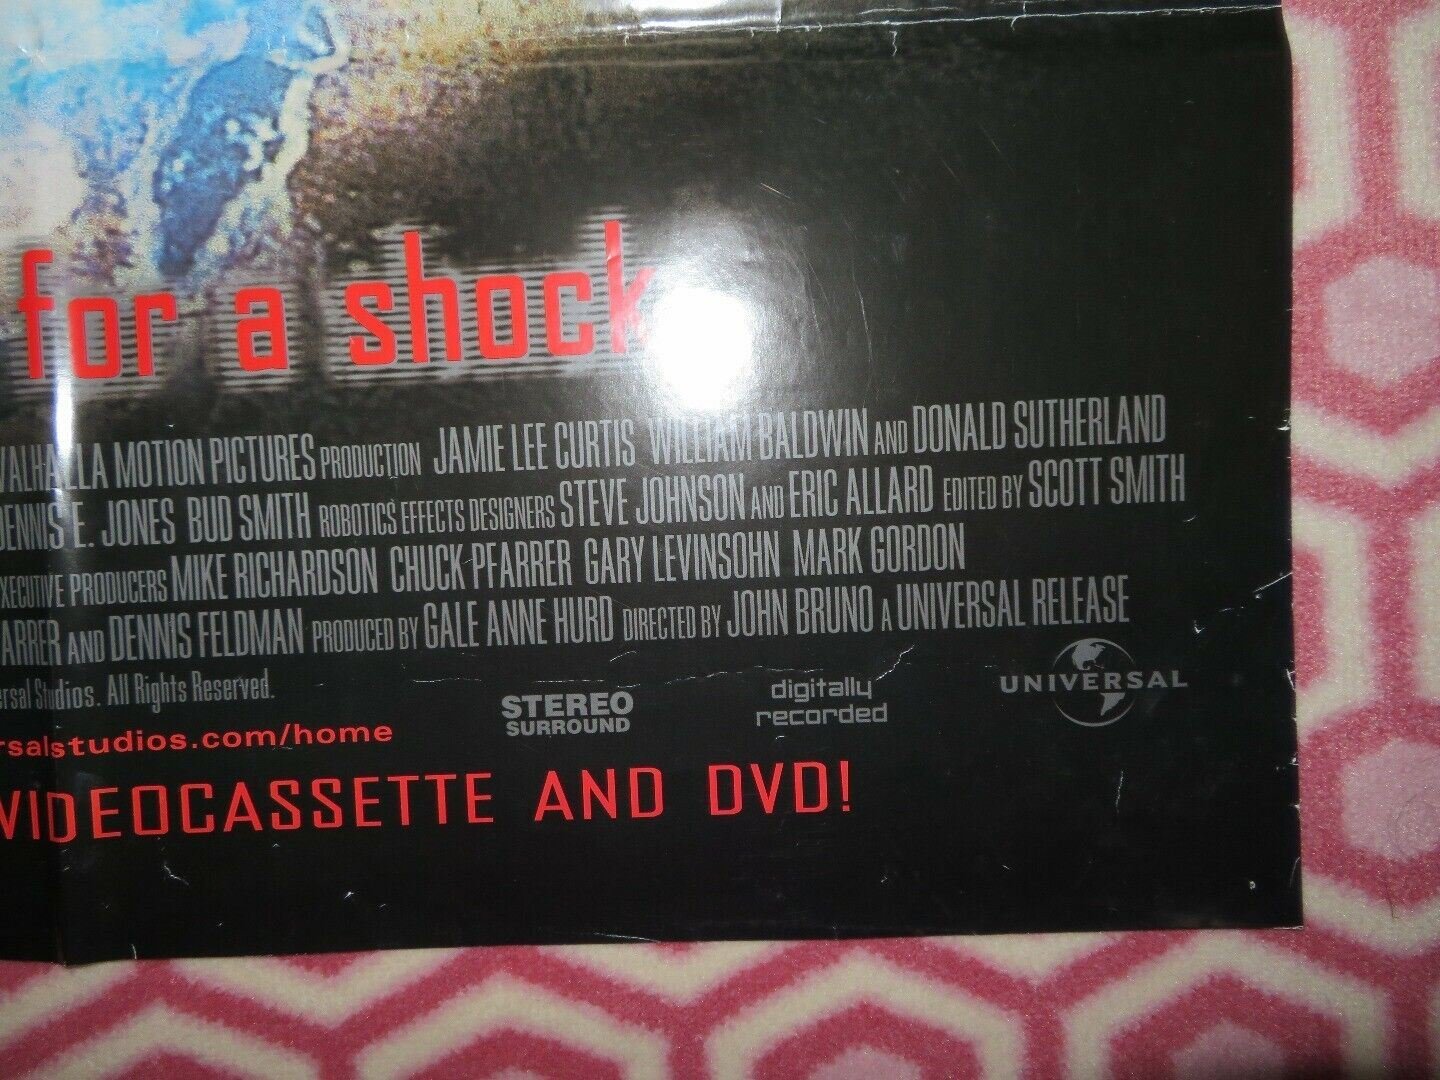 for a shock
VALHALLA MOTION PICTURES PRODUCTION JAMIE LEE CURTIS WILLIAM BALDWIN AND DONALD SUTHERLAND
DENNIS E. JONES BUD SMITH ROBOTICS EFFECTS DESIGNERS STEVE JOHNSON AND ERIC ALLARD EDITED BY SCOTT SMITH
EXECUTIVE PRODUCERS MIKE RICHARDSON CHUCK PFARRER GARY LEVINSOHN MARK GORDON
ARRER AND DENNIS FELDMAN PRODUCED BY GALE ANNE HURD DIRECTED BY JOHN BRUNO A UNIVERSAL RELEASE
ersal Studios. All Rights Reserved.
STEREO
SURROUND
digitally
recorded
UNIVERSAL
rsalstudios.com/home
VIDEOCASSETTE AND DVD!